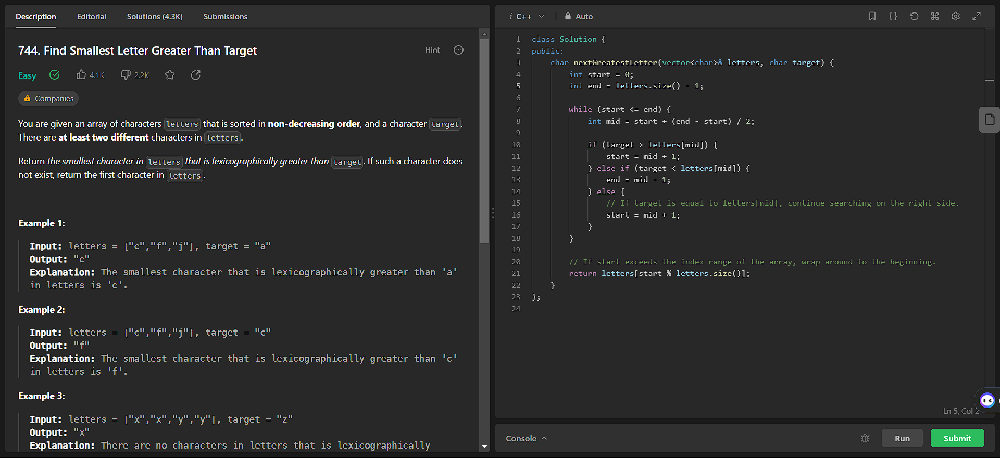 Description Editorial Solutions (4.3K) Submissions
744. Find Smallest Letter Greater Than Target Hint
Easy 4.1K 2.2K
Companies
You are given an array of characters letters that is sorted in non-decreasing order, and a character target.
There are at least two different characters in letters.
Return the smallest character in letters that is lexicographically greater than target. If such a character does
not exist, return the first character in letters.
Example 1:
Input: letters = ["c","f","j"], target = "a"
Output: "c"
Explanation: The smallest character that is lexicographically greater than 'a'
in letters is 'c'.
Example 2:
Input: letters = ["c","f","j"], target = "c"
Output: "f"
Explanation: The smallest character that is lexicographically greater than 'c'
in letters is 'f'.
Example 3:
Input: letters = ["x","x","y","y"], target = "z"
Output: "x"
Explanation: There are no characters in letters that is lexicographically
i C++ Auto
1 class Solution {
2 public:
3 char nextGreatestLetter(vector<char>& letters, char target) {
4 int start = 0;
5 int end = letters.size() - 1;
6
7 while (start <= end) {
8 int mid = start + (end - start) / 2;
9
10 if (target > letters[mid]) {
11 start = mid + 1;
12 } else if (target < letters[mid]) {
13 end = mid - 1;
14 } else {
15 // If target is equal to letters[mid], continue searching on the right side.
16 start = mid + 1;
17 }
18 }
19
20 // If start exceeds the index range of the array, wrap around to the beginning.
21 return letters[start % letters.size()];
22 }
23 };
24
Ln 5, Col 2
Console Run Submit